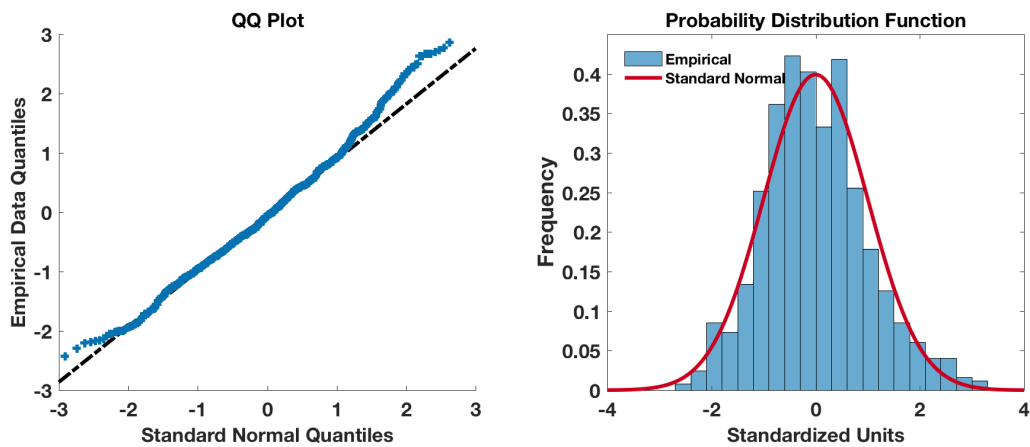 QQ Plot
3
2
1
0
-1
-2
-3
-3 -2 -1 0 1 2 3
Empirical Data Quantiles
Standard Normal Quantiles
Probability Distribution Function
Empirical
Standard Normal
0.4
0.35
0.3
0.25
0.2
0.15
0.1
0.05
0
-4 -2 0 2 4
Frequency
Standardized Units